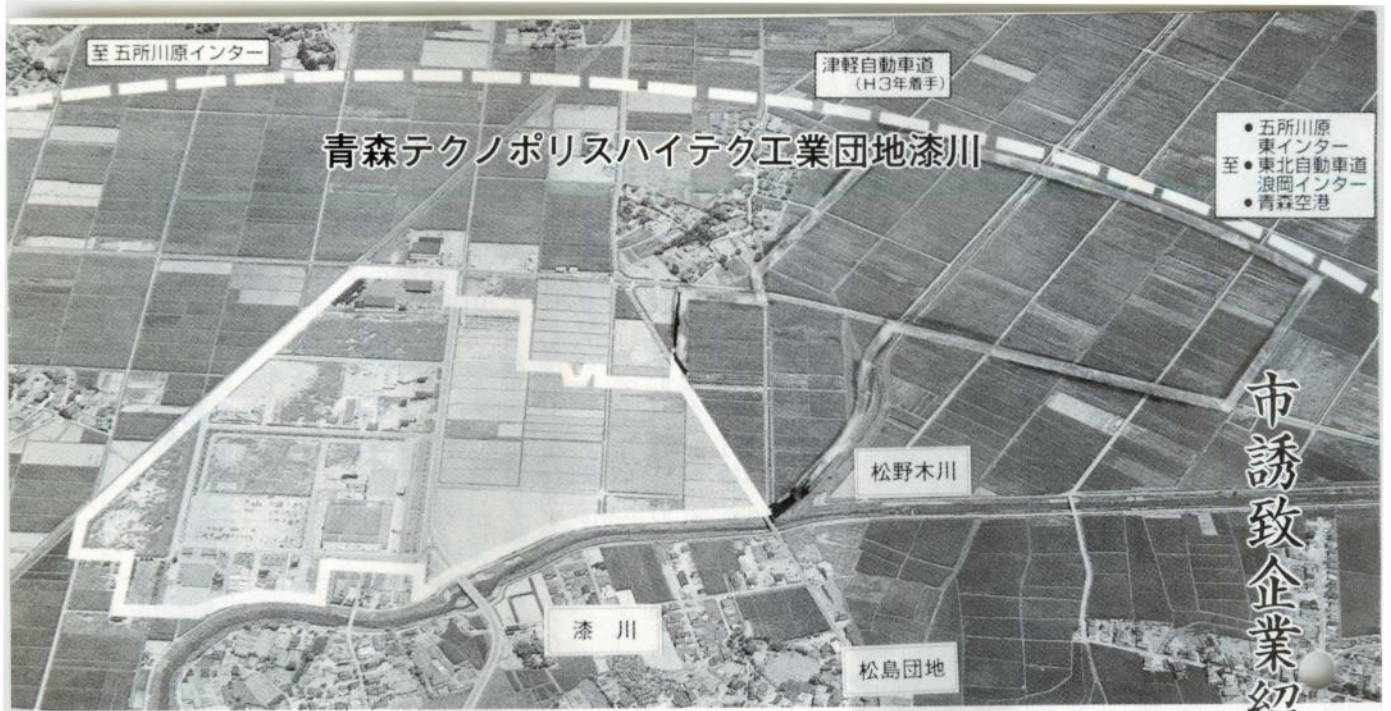 至 五所川原インター
津軽自動車道
(H3年着手)
青森テクノポリスハイテク工業団地漆川
● 五所川原
東インター
至 ● 東北自動車道
浪岡インター
● 青森空港
松野木川
漆 川
松島団地
市誘致企業紹